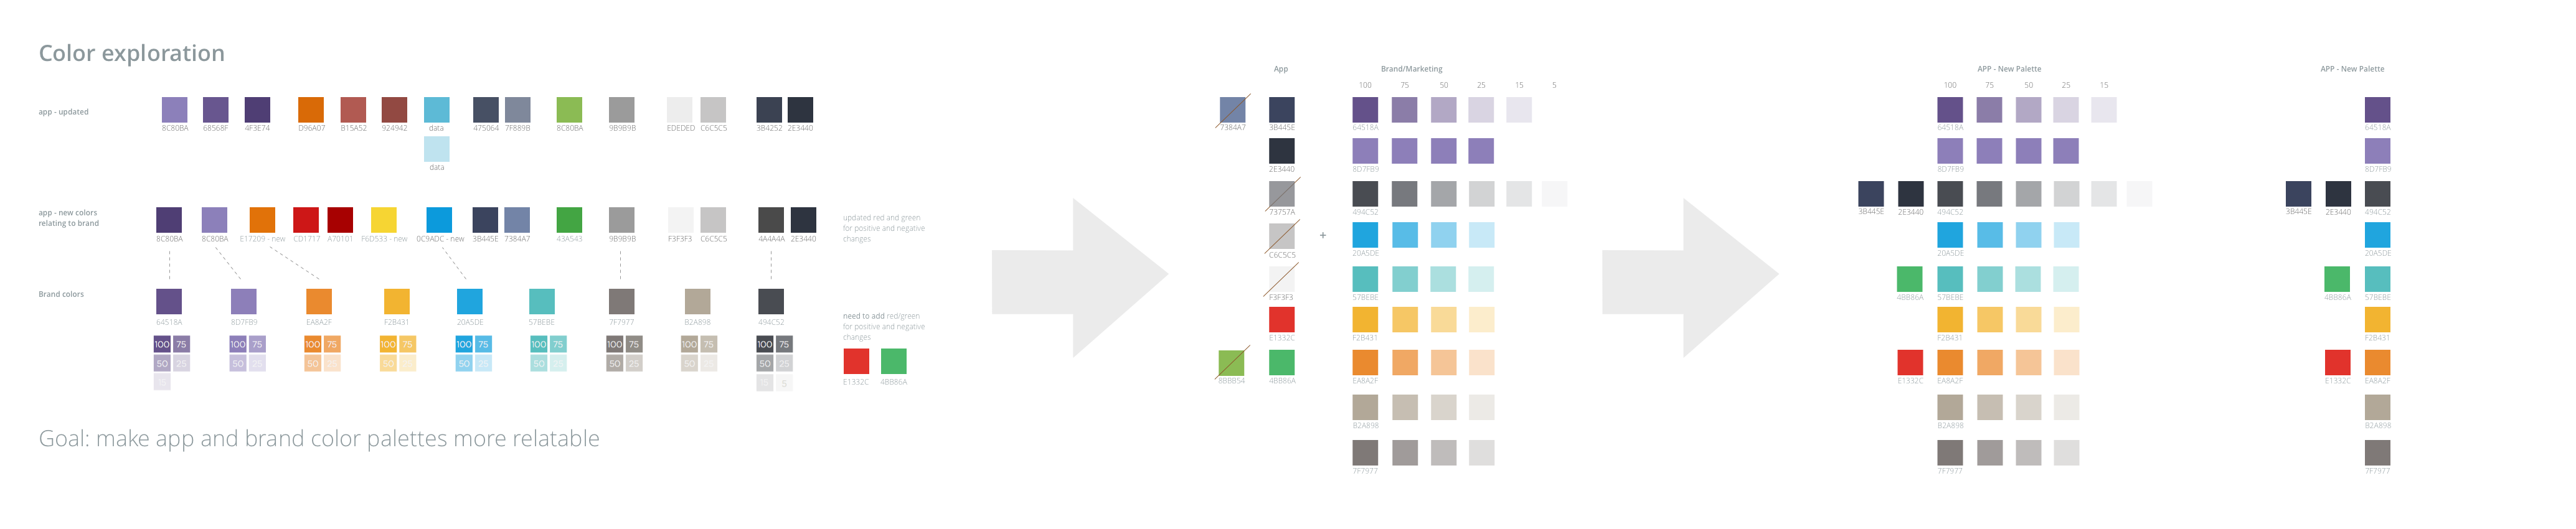 Color exploration
app - updated
8C80BA 68568F 4F3E74 D96A07 B15A52 924942 data 475064 7F889B 8C80BA 9B9B9B EDEDED C6C5C5 3B4252 2E3440
data
app - new colors
relating to brand
8C80BA 8C80BA E17209 - new CD1717 A70101 F6D533 - new 0C9ADC - new 3B445E 7384A7 43A543 9B9B9B F3F3F3 C6C5C5 4A4A4A 2E3440
updated red and green
for positive and negative
changes
Brand colors
64518A 8D7FB9 EA8A2F F2B431 20A5DE 57BEBE 7F7977 B2A898 494C52
100 75 100 75 100 75 100 75 100 75 100 75 100 75 100 75 100 75
50 25 50 25 50 25 50 25 50 25 50 25 50 25 50 25 50 25
5
need to add red/green
for positive and negative
changes
E1332C 4BB86A
Goal: make app and brand color palettes more relatable
App
7384A7 3B445E
2E3440
73757A
C6C5C5
F3F3F3
E1332C
8BBB54 4BB86A
+
Brand/Marketing
100 75 50 25 15 5
64518A
8D7FB9
494C52
20A5DE
57BEBE
F2B431
EA8A2F
B2A898
7F7977
APP - New Palette
100 75 50 25 15
64518A
8D7FB9
3B445E 2E3440 494C52
20A5DE
4BB86A 57BEBE
F2B431
E1332C EA8A2F
B2A898
7F7977
APP - New Palette
64518A
8D7FB9
3B445E 2E3440 494C52
20A5DE
4BB86A 57BEBE
F2B431
E1332C EA8A2F
B2A898
7F7977